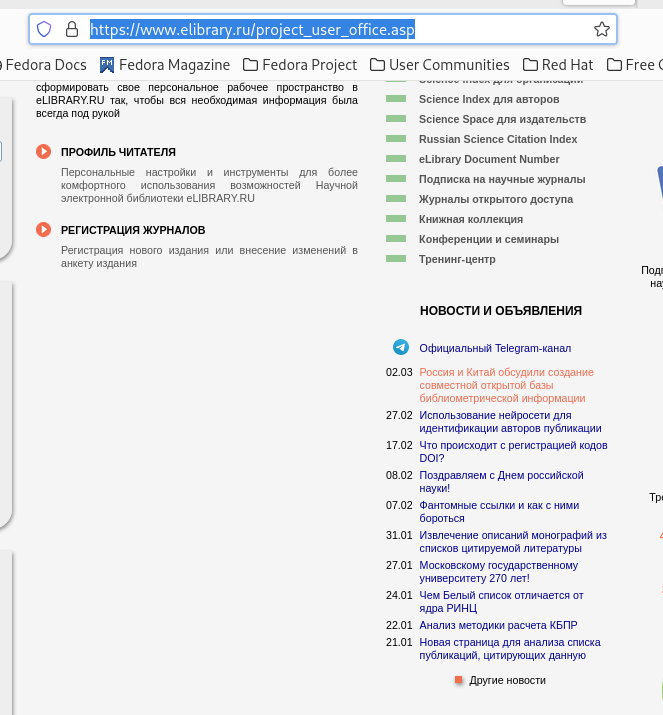 https://www.elibrary.ru/project_user_office.asp
Fedora Docs
Fedora Magazine
Fedora Project
User Communities
Red Hat
Free
сформировать свое персональное рабочее пространство в
eLIBRARY.RU так, чтобы вся необходимая информация была
всегда под рукой
ПРОФИЛЬ ЧИТАТЕЛЯ
Персональные настройки и инструменты для более
комфортного использования возможностей Научной
электронной библиотеки eLIBRARY.RU
РЕГИСТРАЦИЯ ЖУРНАЛОВ
Регистрация нового издания или внесение изменений в
анкету издания
Science Index для организаций
Science Index для авторов
Science Space для издательств
Russian Science Citation Index
eLibrary Document Number
Подписка на научные журналы
Журналы открытого доступа
Книжная коллекция
Конференции и семинары
Тренинг-центр
НОВОСТИ И ОБЪЯВЛЕНИЯ
Официальный Telegram-канал
02.03 Россия и Китай обсудили создание
совместной открытой базы
библиометрической информации
27.02 Использование нейросети для
идентификации авторов публикации
17.02 Что происходит с регистрацией кодов
DOI?
08.02 Поздравляем с Днем российской
науки!
07.02 Фантомные ссылки и как с ними
бороться
31.01 Извлечение описаний монографий из
списков цитируемой литературы
27.01 Московскому государственному
университету 270 лет!
24.01 Чем Белый список отличается от
ядра РИНЦ
22.01 Анализ методики расчета КБПР
21.01 Новая страница для анализа списка
публикаций, цитирующих данную
Другие новости